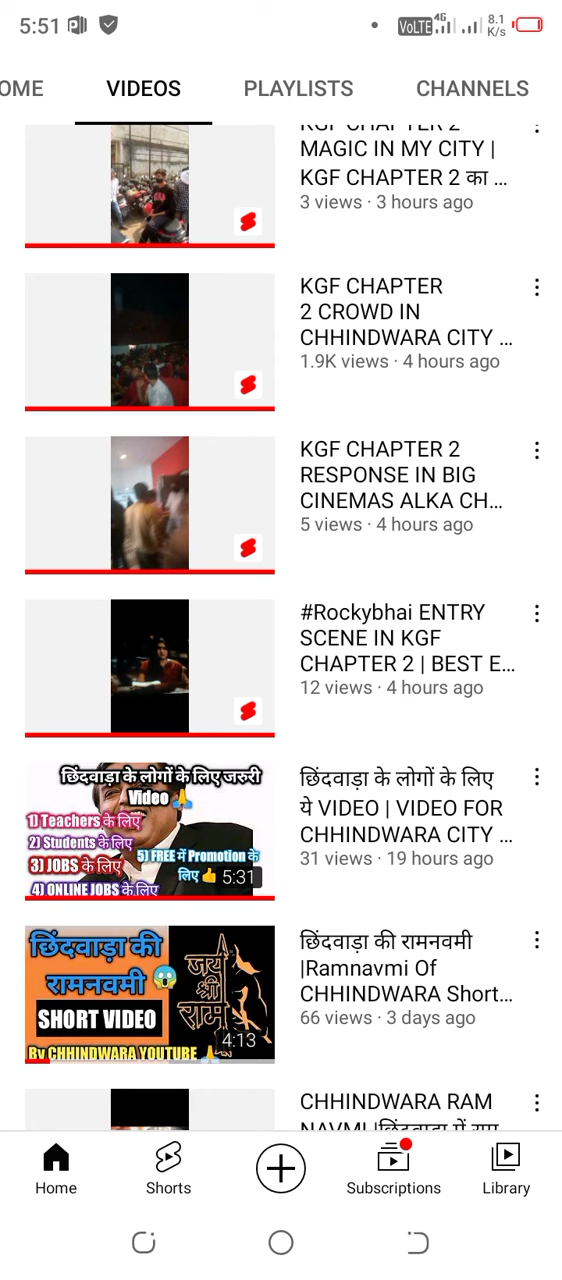 5:51
VoLTE 4G 8.1 K/s
OME VIDEOS PLAYLISTS CHANNELS
KGF CHAPTER 2
MAGIC IN MY CITY |
KGF CHAPTER 2 का ...
3 views · 3 hours ago
KGF CHAPTER
2 CROWD IN
CHHINDWARA CITY ...
1.9K views · 4 hours ago
KGF CHAPTER 2
RESPONSE IN BIG
CINEMAS ALKA CH...
5 views · 4 hours ago
#Rockybhai ENTRY
SCENE IN KGF
CHAPTER 2 | BEST E...
12 views · 4 hours ago
छिंदवाड़ा के लोगों के लिए जरुरी
Video 🙏
1) Teachers के लिए
2) Students के लिए
3) JOBS के लिए
4) ONLINE JOBS के लिए
5) FREE में Promotion के
लिए 👍 5:31
छिंदवाड़ा के लोगों के लिए
ये VIDEO | VIDEO FOR
CHHINDWARA CITY ...
31 views · 19 hours ago
छिंदवाड़ा की
रामनवमी 😱
SHORT VIDEO
By CHHINDWARA YOUTUBE 🙏
जय
श्री
राम
4:13
छिंदवाड़ा की रामनवमी
|Ramnavmi Of
CHHINDWARA Short...
66 views · 3 days ago
CHHINDWARA RAM
NAVMI |छिंदवाड़ा में राम
Home Shorts Subscriptions Library